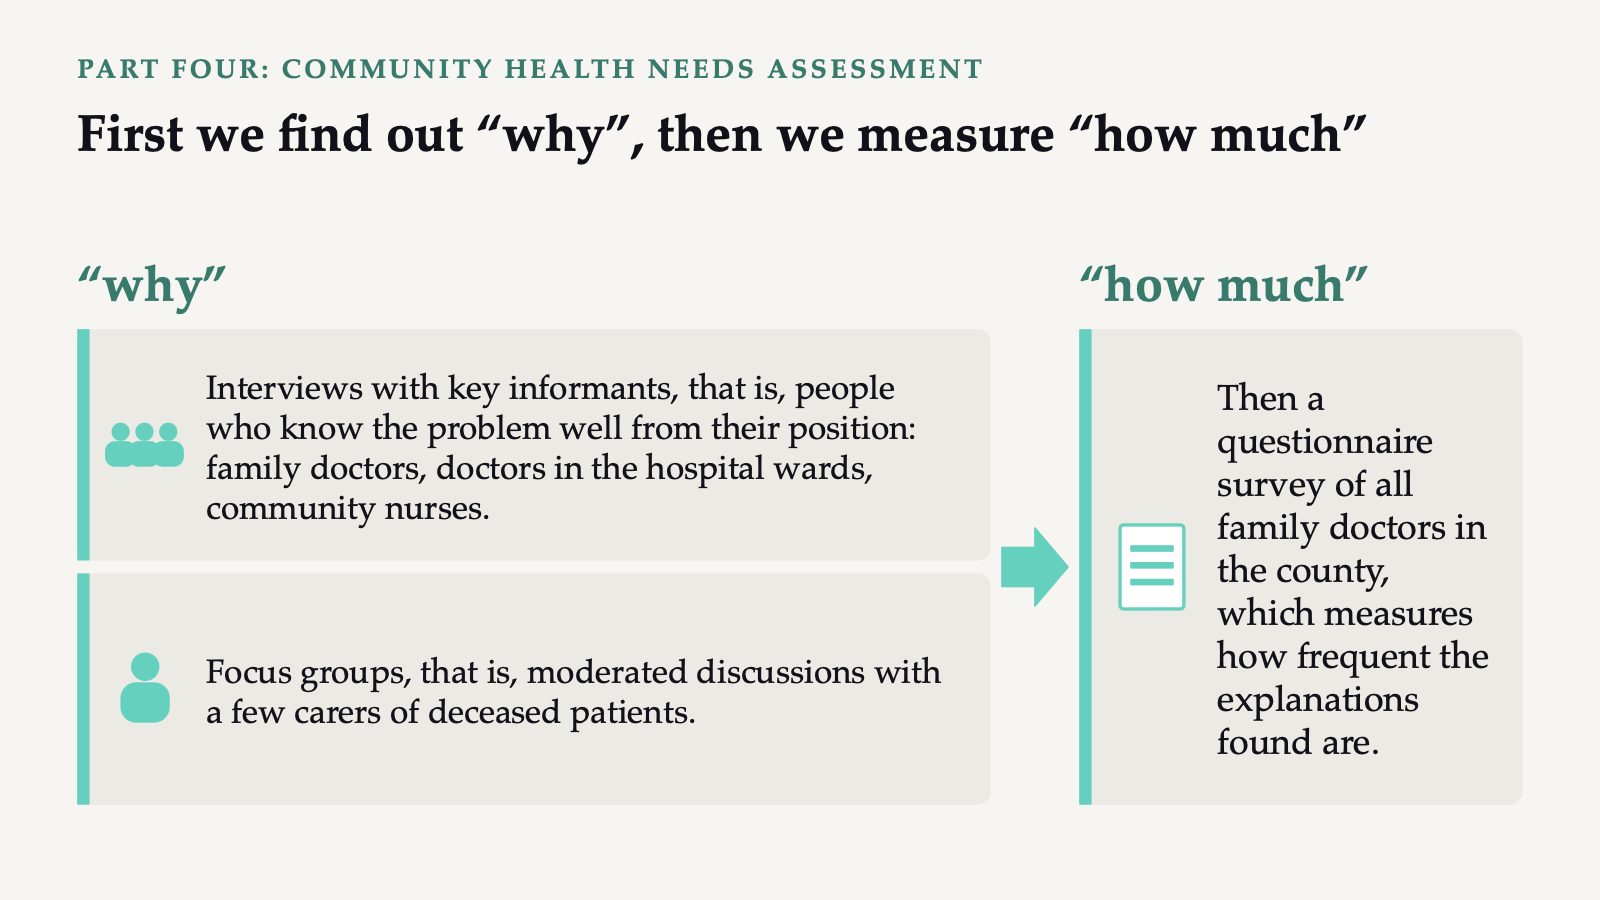 PART FOUR: COMMUNITY HEALTH NEEDS ASSESSMENT
First we find out “why”, then we measure “how much”
“why”
Interviews with key informants, that is, people
who know the problem well from their position:
family doctors, doctors in the hospital wards,
community nurses.
Focus groups, that is, moderated discussions with
a few carers of deceased patients.
“how much”
Then a
questionnaire
survey of all
family doctors in
the county,
which measures
how frequent the
explanations
found are.